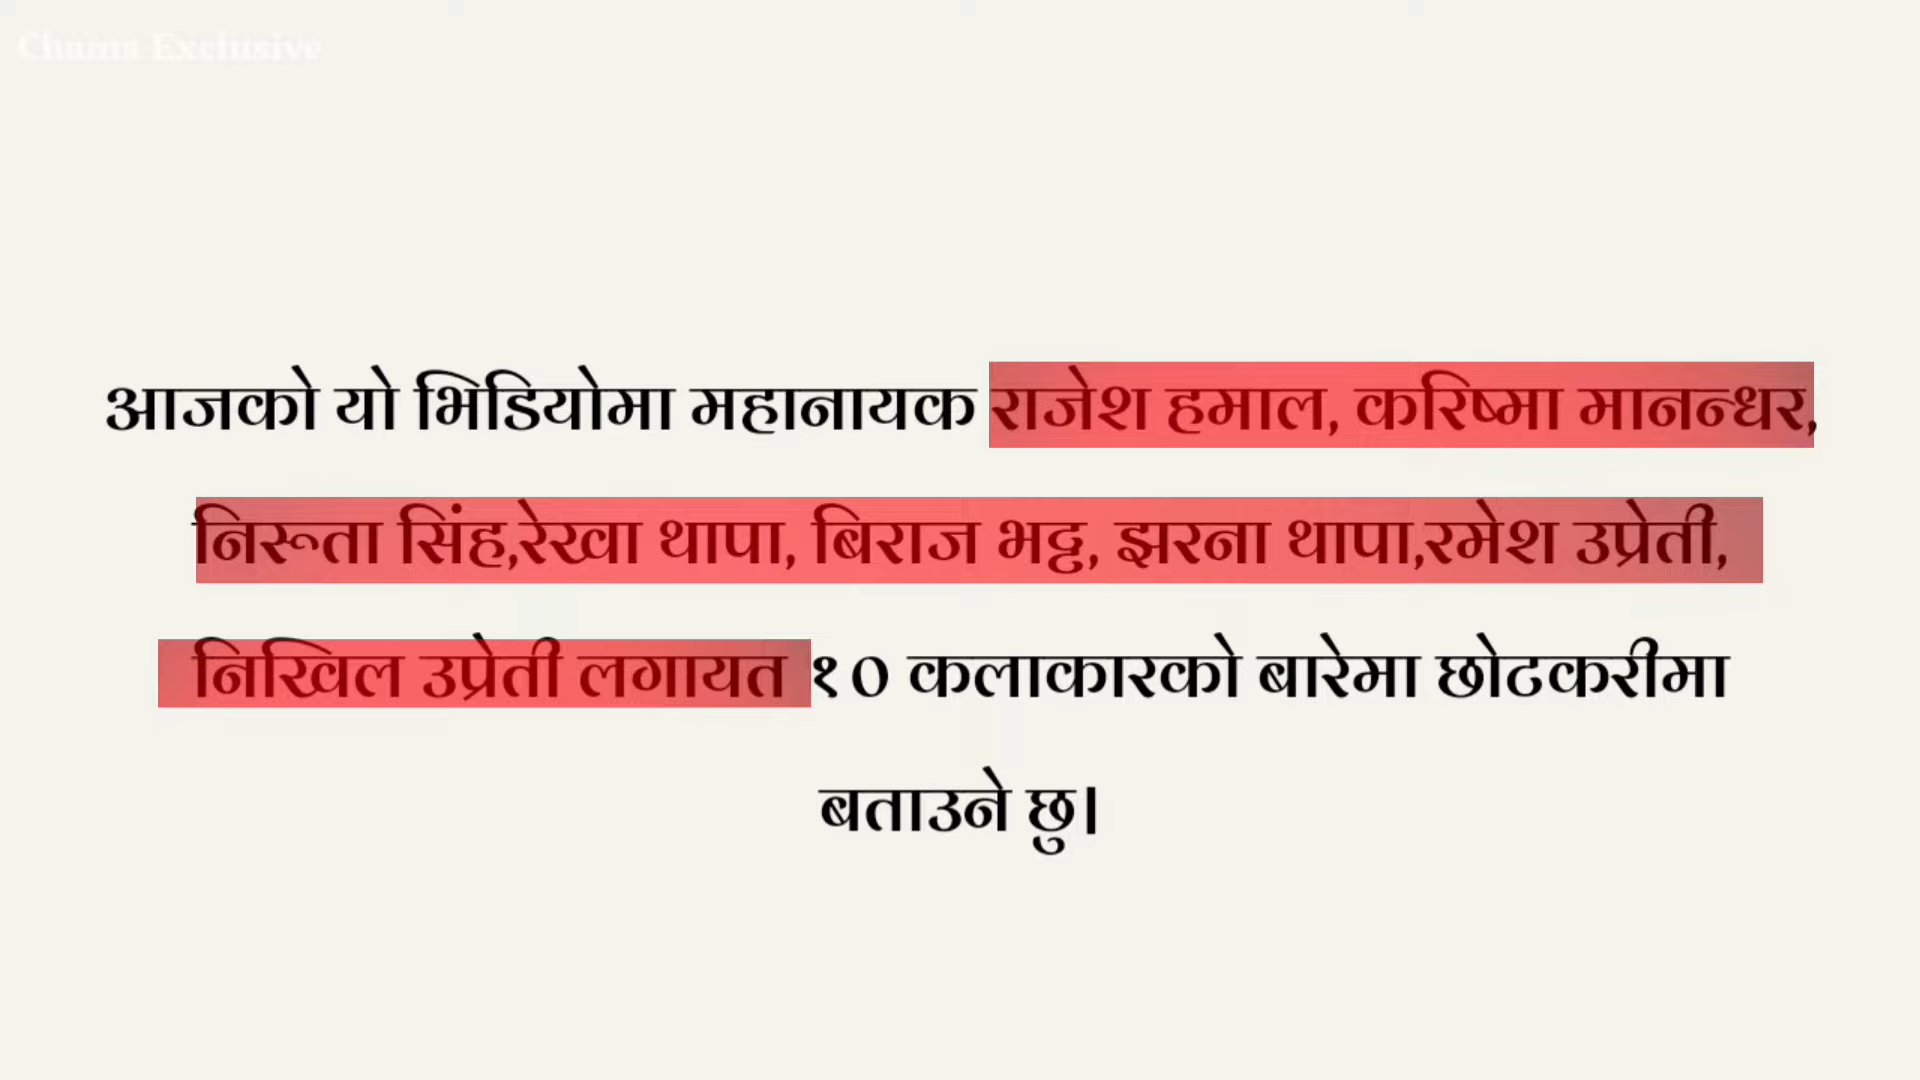 Chams Exclusive
आजको यो भिडियोमा महानायक राजेश हमाल, करिष्मा मानन्धर,
निरूता सिंह,रेखा थापा, बिराज भट्ट, झरना थापा,रमेश उप्रेती,
निखिल उप्रेती लगायत १० कलाकारको बारेमा छोटकरीमा
बताउने छु।